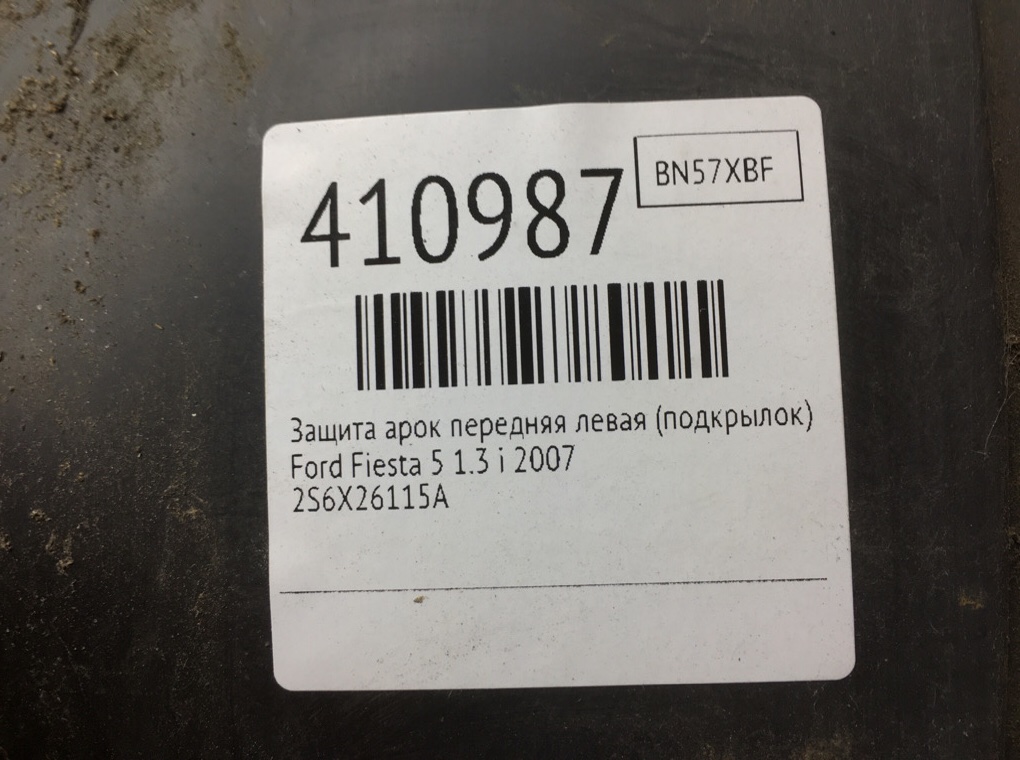 BN57XBF
410987
Защита арок передняя левая (подкрылок)
Ford Fiesta 5 1.3 i 2007
2S6X26115A